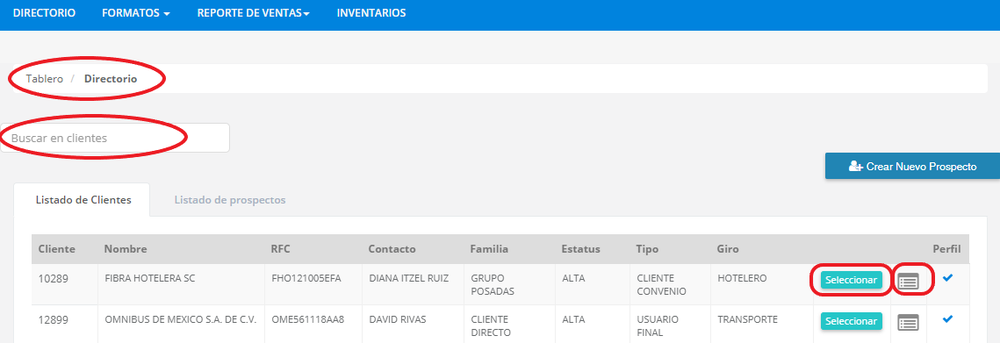 DIRECTORIO FORMATOS REPORTE DE VENTAS INVENTARIOS
Tablero / Directorio
Buscar en clientes
Crear Nuevo Prospecto
Listado de Clientes Listado de prospectos
Cliente Nombre RFC Contacto Familia Estatus Tipo Giro Perfil
10289 FIBRA HOTELERA SC FHO121005EFA DIANA ITZEL RUIZ GRUPO ALTA CLIENTE HOTELERO Seleccionar
POSADAS CONVENIO
12899 OMNIBUS DE MEXICO S.A. DE C.V. OME561118AA8 DAVID RIVAS CLIENTE ALTA USUARIO TRANSPORTE Seleccionar
DIRECTO FINAL